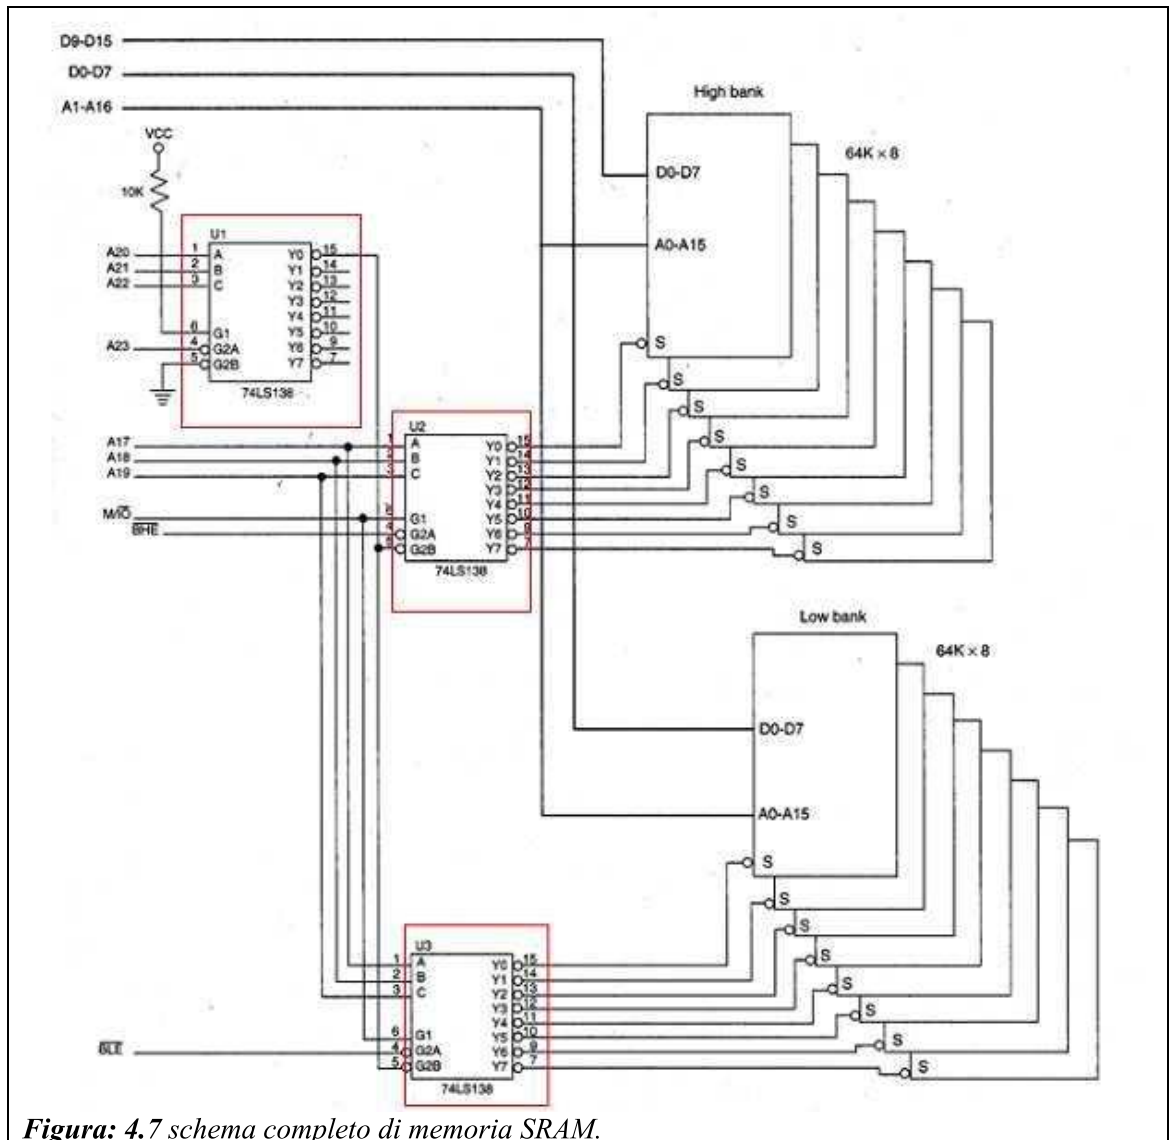 D9-D15
D0-D7
A1-A16
VCC
10K
High bank
64K × 8
D0-D7
A0-A15
S
S
S
S
S
S
S
S
U1
A20 1 A Y0 15
A21 2 B Y1 14
A22 3 C Y2 13
Y3 12
Y4 11
6 G1 Y5 10
A23 4 G2A Y6 9
5 G2B Y7 7
74LS138
U2
A17 1 A Y0 15
A18 2 B Y1 14
A19 3 C Y2 13
Y3 12
Y4 11
M/IO G1 Y5 10
BHE 4 G2A Y6 9
G2B Y7 7
74LS138
Low bank
64K × 8
D0-D7
A0-A15
S
S
S
S
S
S
S
S
U3
1 A Y0 15
2 B Y1 14
3 C Y2 13
Y3 12
Y4 11
6 G1 Y5 10
BLE 4 G2A Y6 9
5 G2B Y7 7
74LS138
Figura: 4.7 schema completo di memoria SRAM.